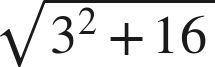 √(3² + 16)